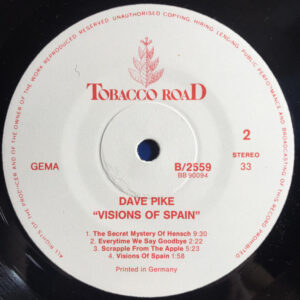 ALL RIGHTS OF THE PRODUCER AND OF THE OWNER OF THE WORK REPRODUCED RESERVED UNAUTHORISED COPYING, HIRING, LENDING, PUBLIC PERFORMANCE AND BROADCASTING OF THIS RECORD PROHIBITED
TOBACCO ROAD
2
GEMA
B/2559
STEREO
BB 90094
33
DAVE PIKE
"VISIONS OF SPAIN"
1. The Secret Mystery Of Hensch 9:30
2. Everytime We Say Goodbye 2:22
3. Scrapple From The Apple 5:23
4. Visions Of Spain 1:58
Printed in Germany